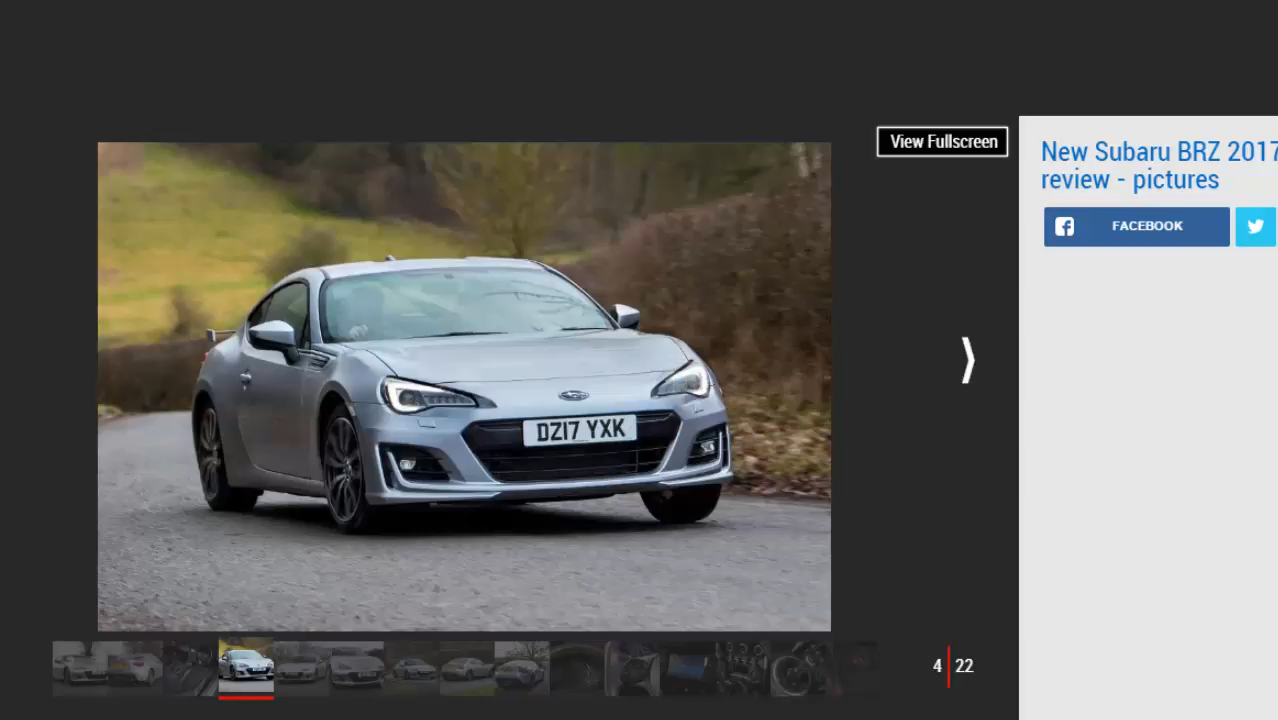 View Fullscreen
New Subaru BRZ 2017
review - pictures
FACEBOOK
DZ17 YXK
4 22